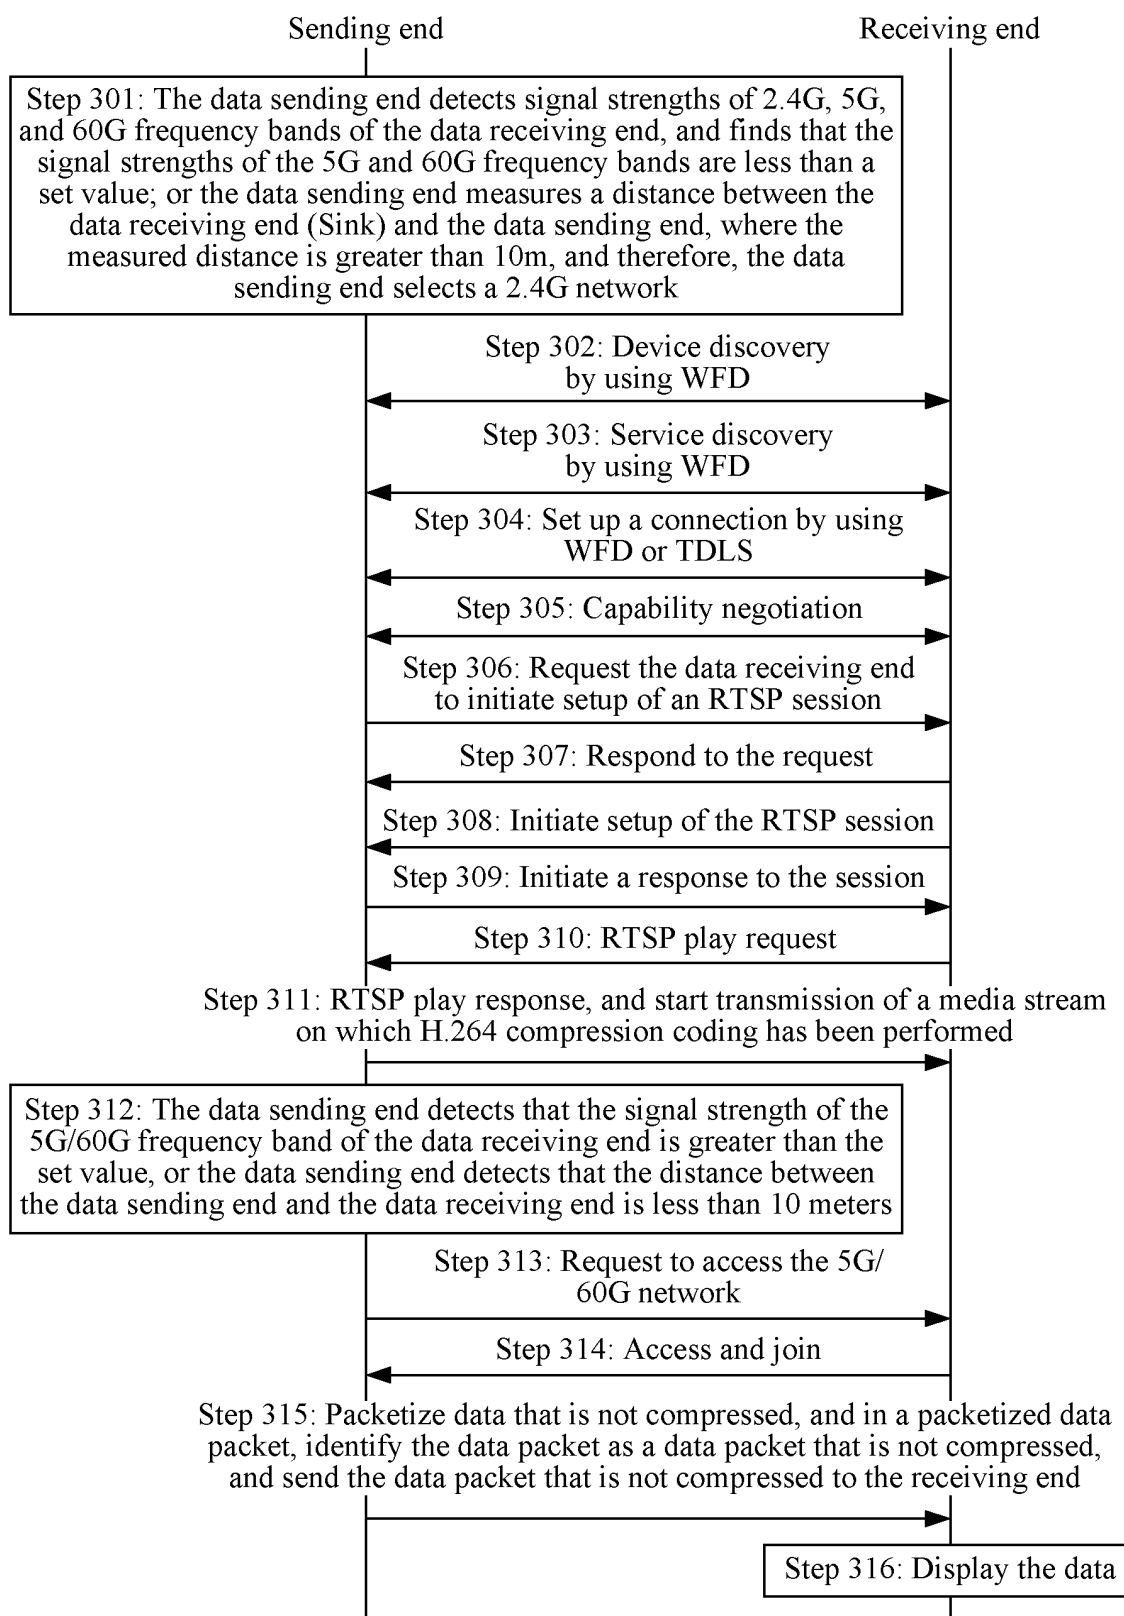 Sending end
Receiving end
Step 301: The data sending end detects signal strengths of 2.4G, 5G,
and 60G frequency bands of the data receiving end, and finds that the
signal strengths of the 5G and 60G frequency bands are less than a
set value; or the data sending end measures a distance between the
data receiving end (Sink) and the data sending end, where the
measured distance is greater than 10m, and therefore, the data
sending end selects a 2.4G network
Step 302: Device discovery
by using WFD
Step 303: Service discovery
by using WFD
Step 304: Set up a connection by using
WFD or TDLS
Step 305: Capability negotiation
Step 306: Request the data receiving end
to initiate setup of an RTSP session
Step 307: Respond to the request
Step 308: Initiate setup of the RTSP session
Step 309: Initiate a response to the session
Step 310: RTSP play request
Step 311: RTSP play response, and start transmission of a media stream
on which H.264 compression coding has been performed
Step 312: The data sending end detects that the signal strength of the
5G/60G frequency band of the data receiving end is greater than the
set value, or the data sending end detects that the distance between
the data sending end and the data receiving end is less than 10 meters
Step 313: Request to access the 5G/
60G network
Step 314: Access and join
Step 315: Packetize data that is not compressed, and in a packetized data
packet, identify the data packet as a data packet that is not compressed,
and send the data packet that is not compressed to the receiving end
Step 316: Display the data